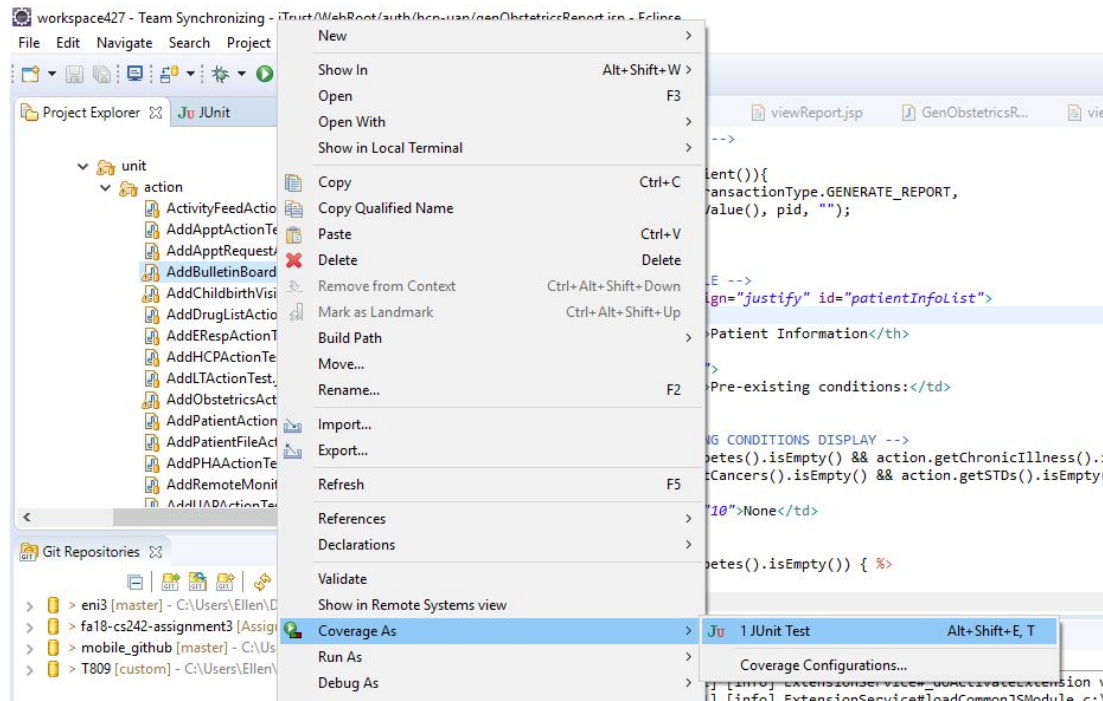 workspace427 - Team Synchronizing - iTrust/WebRoot/auth/hcp-uap/genObstetricsReport.jsp - Eclipse
File Edit Navigate Search Project
Project Explorer JU JUnit
unit
action
ActivityFeedActio
AddApptActionTe
AddApptRequestA
AddBulletinBoard
AddChildbirthVisi
AddDrugListActio
AddERespActionT
AddHCPActionTe
AddLTActionTest.
AddObstetricsAct
AddPatientAction
AddPatientFileAct
AddPHAActionTe
AddRemoteMonit
AddUAPActionTe
Git Repositories
> eni3 [master] - C:\Users\Ellen\D
> fa18-cs242-assignment3 [Assig
> mobile_github [master] - C:\Us
> T809 [custom] - C:\Users\Ellen\
New
Show In Alt+Shift+W
Open F3
Open With
Show in Local Terminal
Copy Ctrl+C
Copy Qualified Name
Paste Ctrl+V
Delete Delete
Remove from Context Ctrl+Alt+Shift+Down
Mark as Landmark Ctrl+Alt+Shift+Up
Build Path
Move...
Rename... F2
Import...
Export...
Refresh F5
References
Declarations
Validate
Show in Remote Systems view
Coverage As
Run As
Debug As
JU 1 JUnit Test Alt+Shift+E, T
Coverage Configurations...
viewReport.jsp GenObstetricsR... vie
-->
ient()){
ransactionType.GENERATE_REPORT,
Value(), pid, "");
LE -->
ign="justify" id="patientInfoList">
>Patient Information</th>
">
>Pre-existing conditions:</td>
NG CONDITIONS DISPLAY -->
betes().isEmpty() && action.getChronicIllness().
tCancers().isEmpty() && action.getSTDs().isEmpty
"10">None</td>
betes().isEmpty()) { %>
] [info] ExtensionService#_doActivateExtension
] [info] ExtensionService#loadCommonJSModule c:\